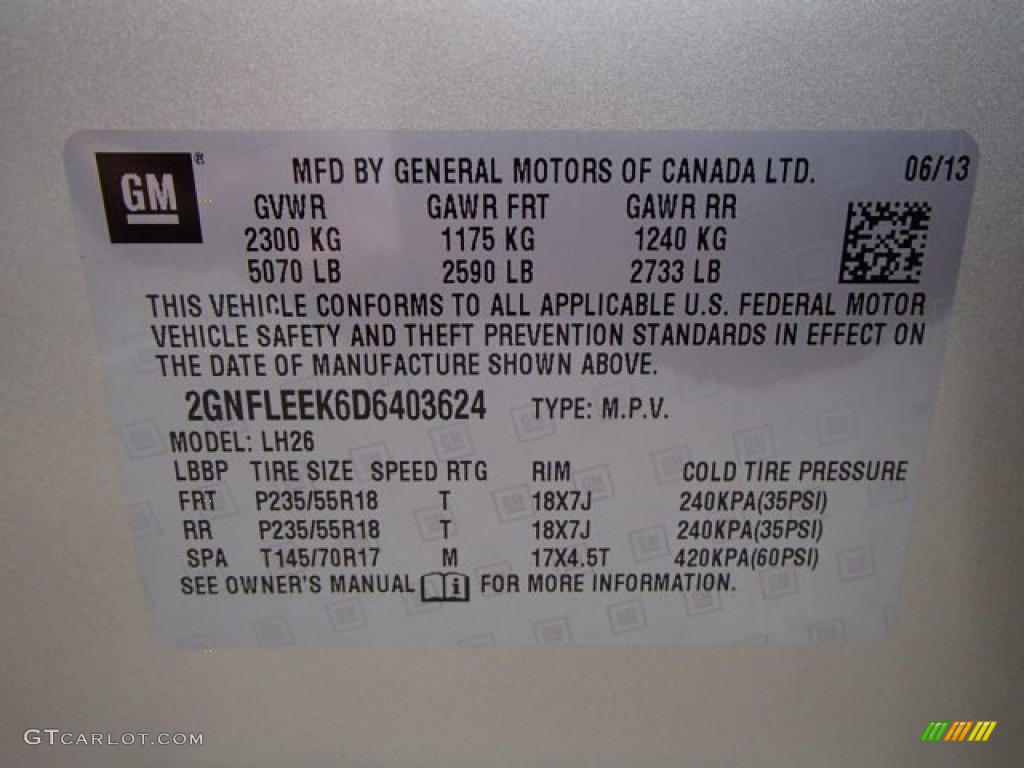 GM®
MFD BY GENERAL MOTORS OF CANADA LTD. 06/13
GVWR GAWR FRT GAWR RR
2300 KG 1175 KG 1240 KG
5070 LB 2590 LB 2733 LB
THIS VEHICLE CONFORMS TO ALL APPLICABLE U.S. FEDERAL MOTOR
VEHICLE SAFETY AND THEFT PREVENTION STANDARDS IN EFFECT ON
THE DATE OF MANUFACTURE SHOWN ABOVE.
2GNFLEEK6D6403624 TYPE: M.P.V.
MODEL: LH26
LBBP TIRE SIZE SPEED RTG RIM COLD TIRE PRESSURE
FRT P235/55R18 T 18X7J 240KPA(35PSI)
RR P235/55R18 T 18X7J 240KPA(35PSI)
SPA T145/70R17 M 17X4.5T 420KPA(60PSI)
SEE OWNER'S MANUAL i FOR MORE INFORMATION.
GTCARLOT.COM